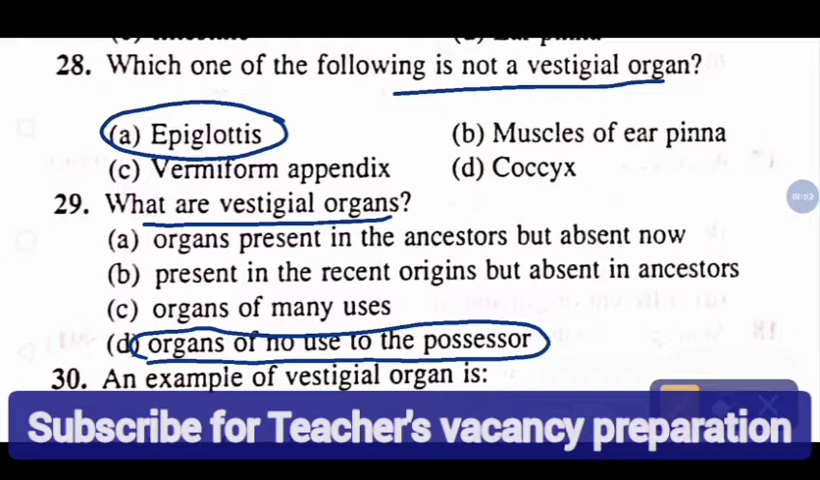 28. Which one of the following is not a vestigial organ?
(a) Epiglottis (b) Muscles of ear pinna
(c) Vermiform appendix (d) Coccyx
29. What are vestigial organs?
(a) organs present in the ancestors but absent now
(b) present in the recent origins but absent in ancestors
(c) organs of many uses
(d) organs of no use to the possessor
30. An example of vestigial organ is:
Subscribe for Teacher's vacancy preparation
01:52